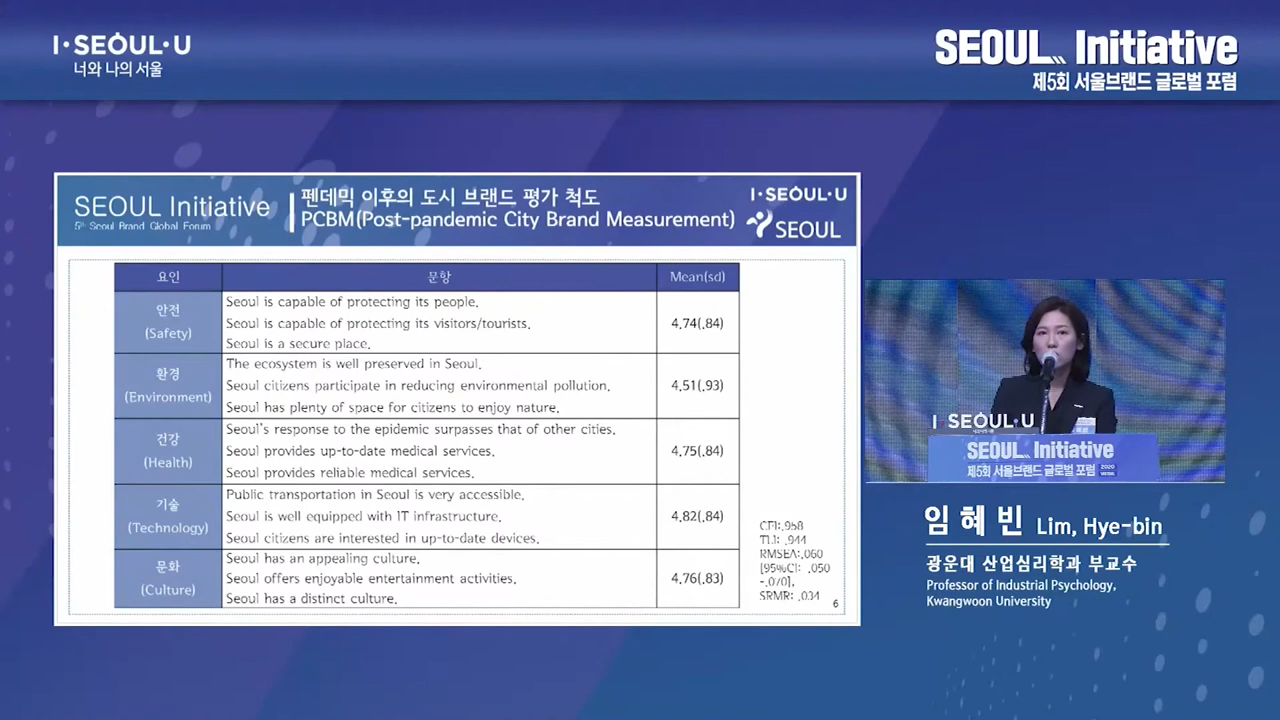 I·SEOUL·U
너와 나의 서울
SEOUL Initiative
제5회 서울브랜드 글로벌 포럼
SEOUL Initiative
5th Seoul Brand Global Forum
펜데믹 이후의 도시 브랜드 평가 척도
PCBM(Post-pandemic City Brand Measurement)
I·SEOUL·U
SEOUL
요인 문항 Mean(sd)
안전
(Safety)
Seoul is capable of protecting its people.
Seoul is capable of protecting its visitors/tourists.
Seoul is a secure place.
4.74(.84)
환경
(Environment)
The ecosystem is well preserved in Seoul.
Seoul citizens participate in reducing environmental pollution.
Seoul has plenty of space for citizens to enjoy nature.
4.51(.93)
건강
(Health)
Seoul's response to the epidemic surpasses that of other cities.
Seoul provides up-to-date medical services.
Seoul provides reliable medical services.
4.75(.84)
기술
(Technology)
Public transportation in Seoul is very accessible.
Seoul is well equipped with IT infrastructure.
Seoul citizens are interested in up-to-date devices.
4.82(.84)
문화
(Culture)
Seoul has an appealing culture.
Seoul offers enjoyable entertainment activities.
Seoul has a distinct culture.
4.76(.83)
CFI:.958
TLI: .944
RMSEA:.060
[95%CI: .050
-.070],
SRMR: .034
6
I·SEOUL·U
SEOUL Initiative
제5회 서울브랜드 글로벌 포럼 2020
임혜빈 Lim, Hye-bin
광운대 산업심리학과 부교수
Professor of Industrial Psychology,
Kwangwoon University